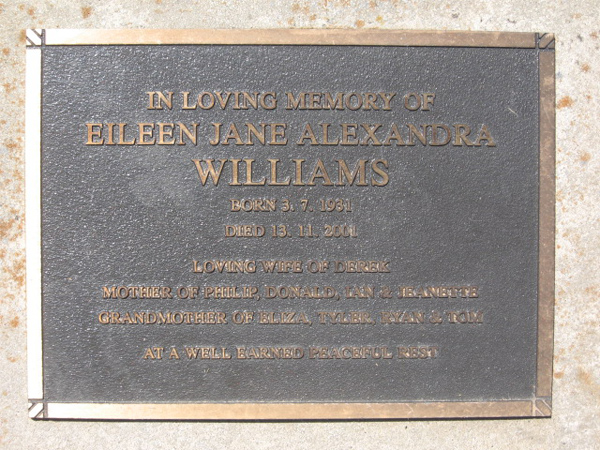 IN LOVING MEMORY OF
EILEEN JANE ALEXANDRA
WILLIAMS
BORN 3. 7. 1931
DIED 13. 11. 2001
LOVING WIFE OF DEREK
MOTHER OF PHILIP, DONALD, IAN & JEANETTE
GRANDMOTHER OF ELIZA, TYLER, RYAN & TOM
AT A WELL EARNED PEACEFUL REST